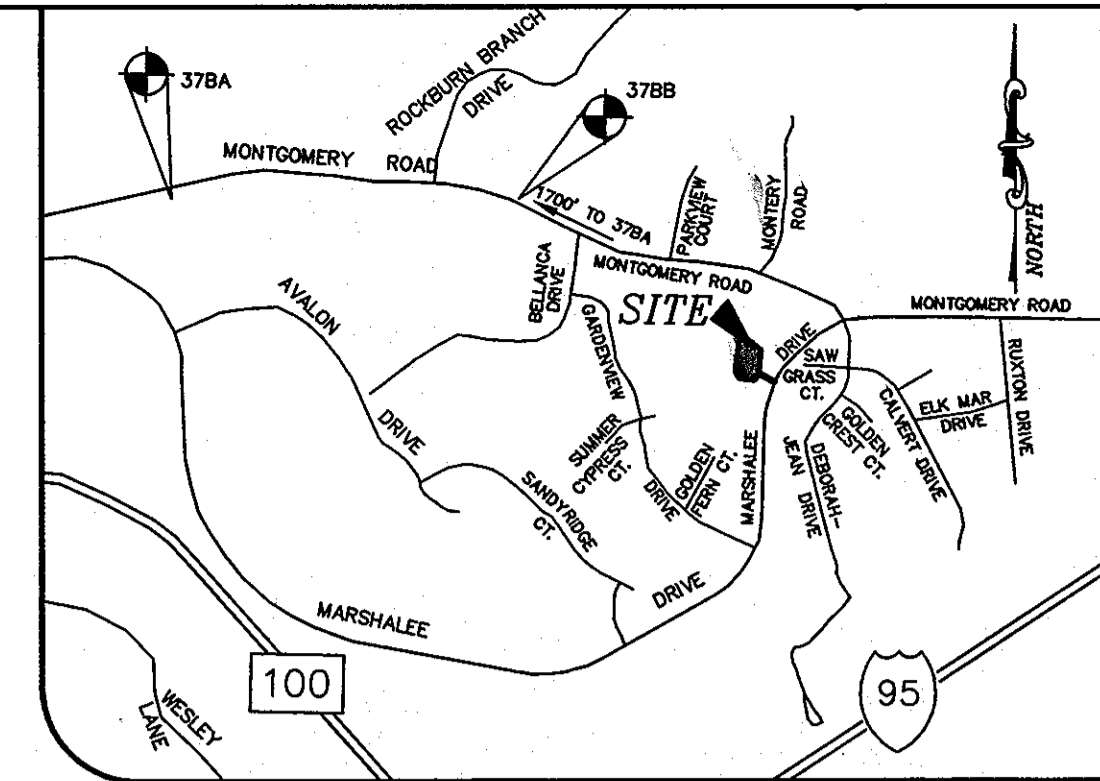 37BA
ROCKBURN BRANCH
DRIVE
37BB
MONTGOMERY ROAD
1700' TO 37BA
PARKVIEW
COURT
MONTERY
ROAD
NORTH
MONTGOMERY ROAD
BELLANCA
DRIVE
AVALON
DRIVE
GARDENVIEW
DRIVE
SITE
MONTGOMERY ROAD
DRIVE
SAW
GRASS
CT.
RUXTON DRIVE
ELK MAR
DRIVE
CALVERT DRIVE
GOLDEN
CREST CT.
SUMMER
CYPRESS
CT.
GOLDEN
FERN CT.
MARSHALEE
DEBORAH-
JEAN DRIVE
SANDYRIDGE
CT.
DRIVE
MARSHALEE
100
95
WESLEY
LANE